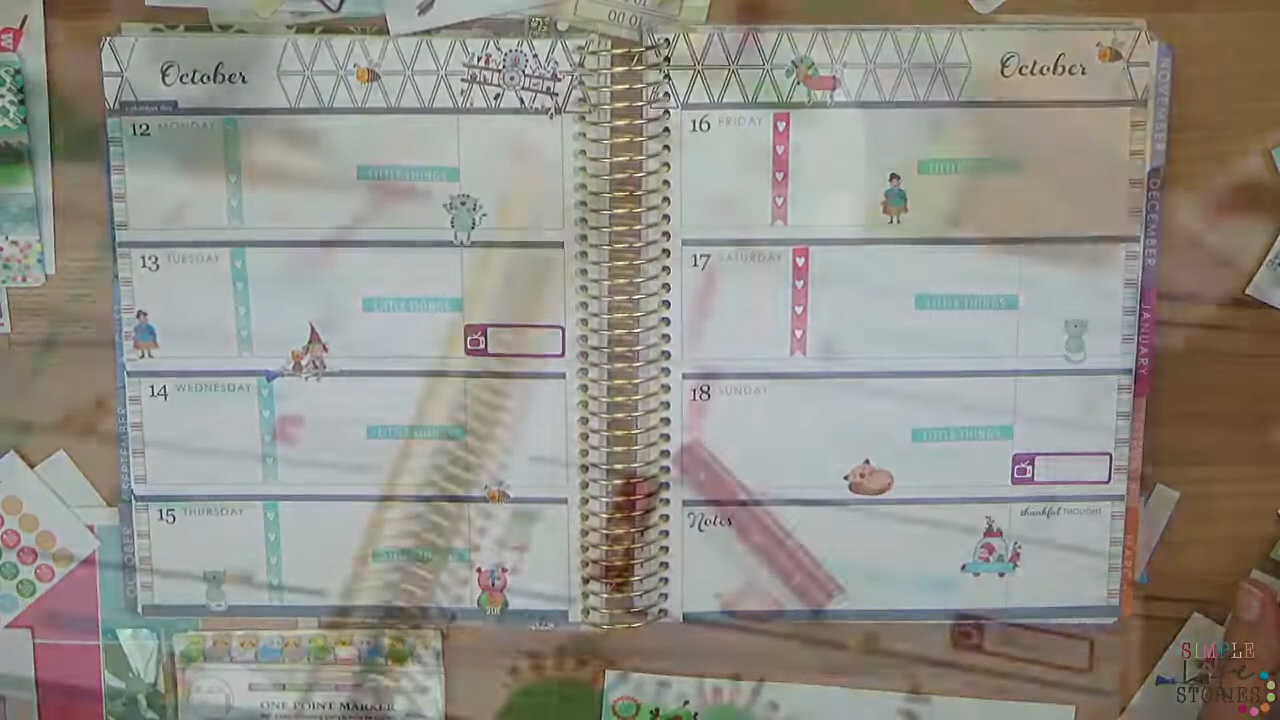 October
October
12 MONDAY
LITTLE THINGS
13 TUESDAY
LITTLE THINGS
14 WEDNESDAY
LITTLE THINGS
15 THURSDAY
LITTLE THINGS
16 FRIDAY
LITTLE
17 SATURDAY
LITTLE THINGS
18 SUNDAY
LITTLE THINGS
Notes
thankful THOUGHT
SEPTEMBER
OCTOBER
NOVEMBER
DECEMBER
JANUARY
ONE POINT MARKER
SIMPLE
Life
STORIES